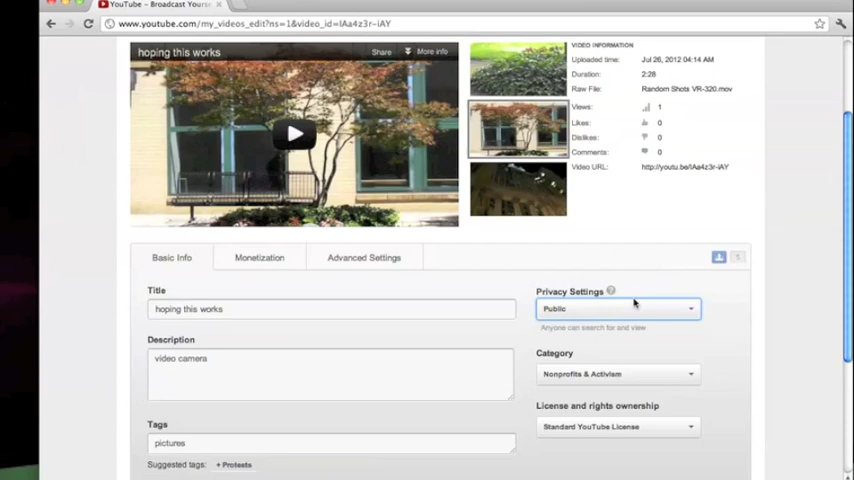 YouTube – Broadcast Yourse
www.youtube.com/my_videos_edit?ns=1&video_id=IAa4z3r-iAY
hoping this works
Share
More info
VIDEO INFORMATION
Uploaded time: Jul 26, 2012 04:14 AM
Duration: 2:28
Raw File: Random Shots VR-320.mov
Views: 1
Likes: 0
Dislikes: 0
Comments: 0
Video URL: http://youtu.be/IAa4z3r-iAY
Basic Info
Monetization
Advanced Settings
Title
hoping this works
Description
video camera
Tags
pictures
Suggested tags: + Protests
Privacy Settings ?
Public
Anyone can search for and view
Category
Nonprofits & Activism
License and rights ownership
Standard YouTube License